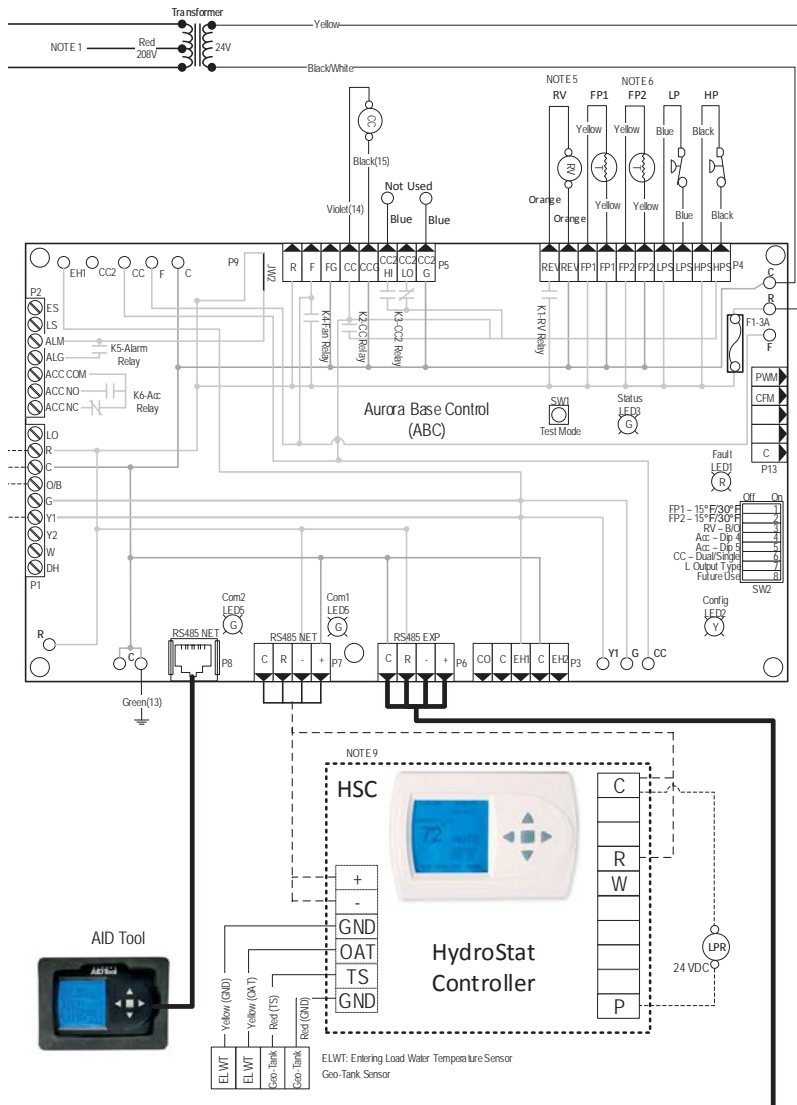 Transformer
Yellow
NOTE 1
Red
208V
24V
Black/White
NOTE 5
NOTE 6
RV
FP1
FP2
LP
HP
CC
Yellow
Yellow
Blue
Black
Black(15)
RV
Not Used
Violet(14)
Blue
Blue
Orange
Orange
Yellow
Yellow
Blue
Black
EH1
CC2
CC
F
C
P9
JW2
R
F
FG
CC
CCG
CC2
HI
CC2
LO
CC2
G
P5
REV
REV
FP1
FP1
FP2
FP2
LPS
LPS
HPS
HPS
P4
C
R
F1-3A
F
P2
ES
LS
ALM
ALG
ACC COM
ACC NO
ACC NC
K5-Alarm
Relay
K6-Acc
Relay
K4-Fan Relay
K2-CC Relay
K3-CC2 Relay
K1-RV Relay
Aurora Base Control
(ABC)
SW1
Test Mode
Status
LED3
G
PWM
CFM
C
P13
LO
R
C
O/B
G
Y1
Y2
W
DH
P1
Fault
LED1
R
Off On
FP1 – 15°F/30°F 1
FP2 – 15°F/30°F 2
RV – B/O 3
Acc – Dip 4 4
Acc – Dip 5 5
CC – Dual/Single 6
L Output Type 7
Future Use 8
SW2
Config
LED2
Y
Com2
LED5
G
Com1
LED5
G
R
C
RS485 NET
P8
RS485 NET
C
R
-
+
P7
RS485 EXP
C
R
-
+
P6
CO
C
EH1
C
EH2
P3
Y1
G
CC
Green(13)
NOTE 9
HSC
72°
AUTO
C
R
W
P
+
-
GND
OAT
TS
GND
HydroStat
Controller
LPR
24 VDC
AID Tool
Yellow (GND)
Yellow (OAT)
Red (TS)
Red (GND)
ELWT
ELWT
Geo-Tank
Geo-Tank
ELWT: Entering Load Water Temperature Sensor
Geo-Tank Sensor